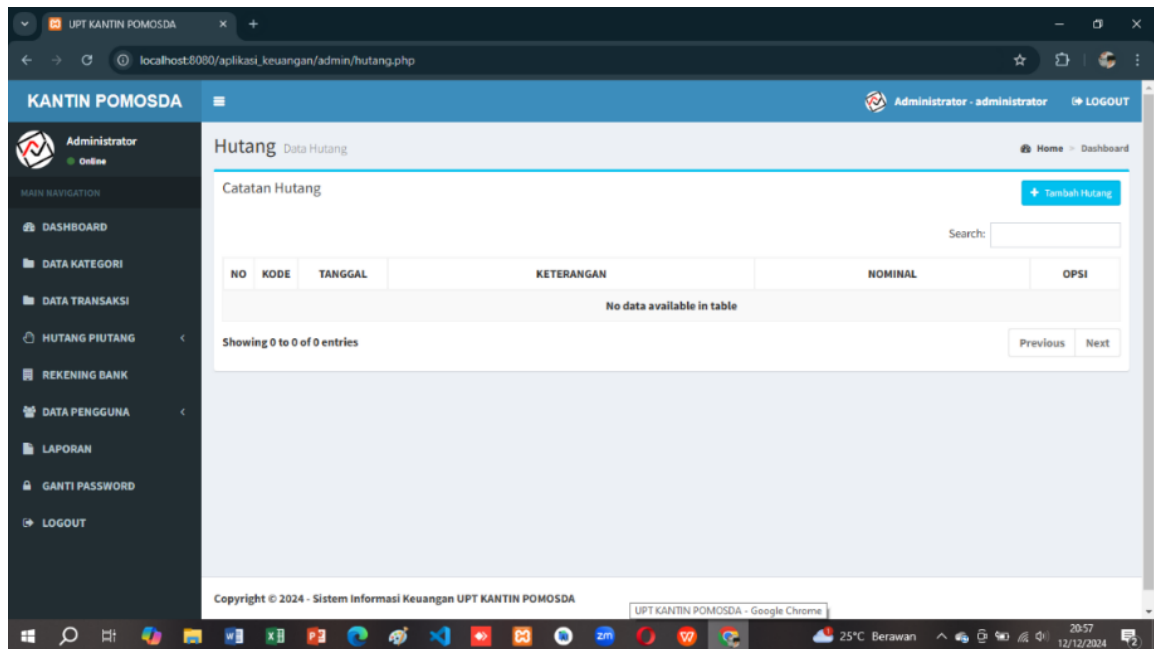 UPT KANTIN POMOSDA
localhost:8080/aplikasi_keuangan/admin/hutang.php
KANTIN POMOSDA
Administrator - administrator
LOGOUT
Administrator
Online
MAIN NAVIGATION
DASHBOARD
DATA KATEGORI
DATA TRANSAKSI
HUTANG PIUTANG
REKENING BANK
DATA PENGGUNA
LAPORAN
GANTI PASSWORD
LOGOUT
Hutang Data Hutang
Home > Dashboard
Catatan Hutang
+ Tambah Hutang
Search:
NO KODE TANGGAL KETERANGAN NOMINAL OPSI
No data available in table
Showing 0 to 0 of 0 entries
Previous Next
Copyright © 2024 - Sistem Informasi Keuangan UPT KANTIN POMOSDA
UPT KANTIN POMOSDA - Google Chrome
25°C Berawan
20:57
12/12/2024